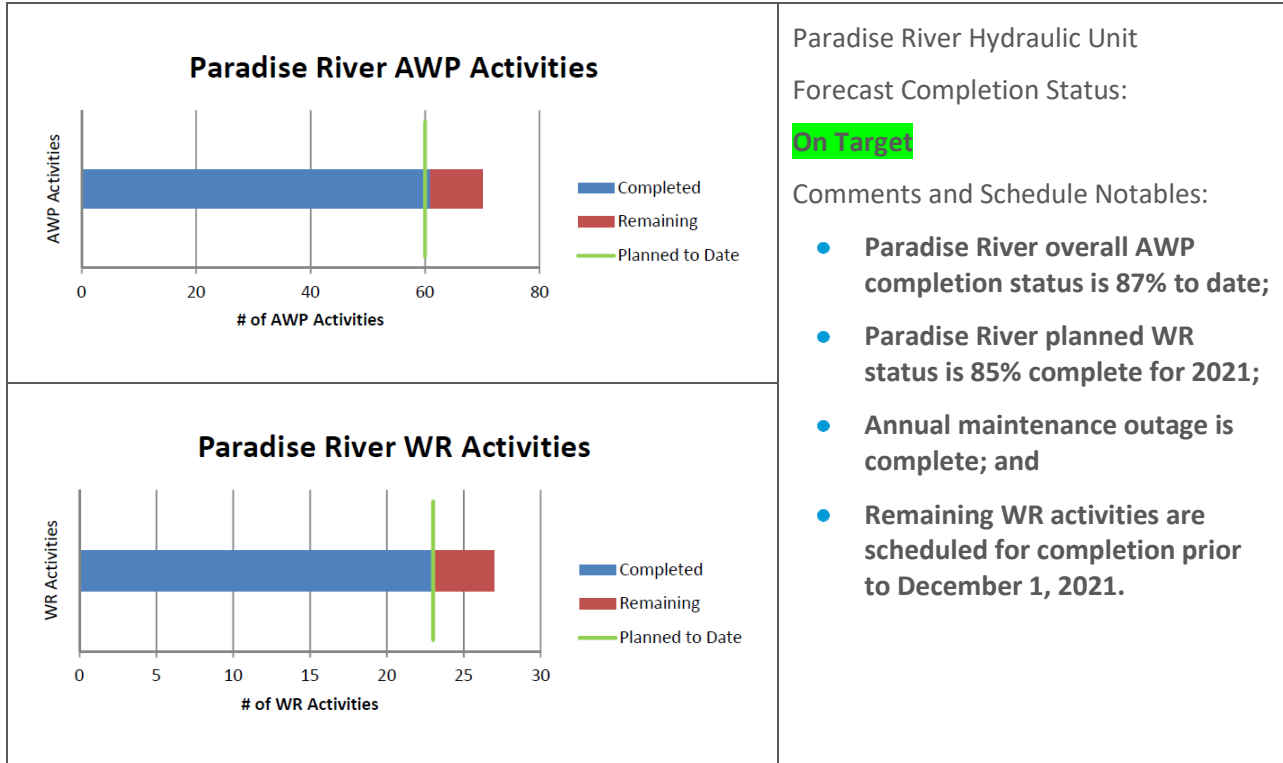 Paradise River AWP Activities
AWP Activities
Completed
Remaining
Planned to Date
0 20 40 60 80
# of AWP Activities
Paradise River WR Activities
WR Activities
Completed
Remaining
Planned to Date
0 5 10 15 20 25 30
# of WR Activities
Paradise River Hydraulic Unit
Forecast Completion Status:
On Target
Comments and Schedule Notables:
• Paradise River overall AWP
completion status is 87% to date;
• Paradise River planned WR
status is 85% complete for 2021;
• Annual maintenance outage is
complete; and
• Remaining WR activities are
scheduled for completion prior
to December 1, 2021.